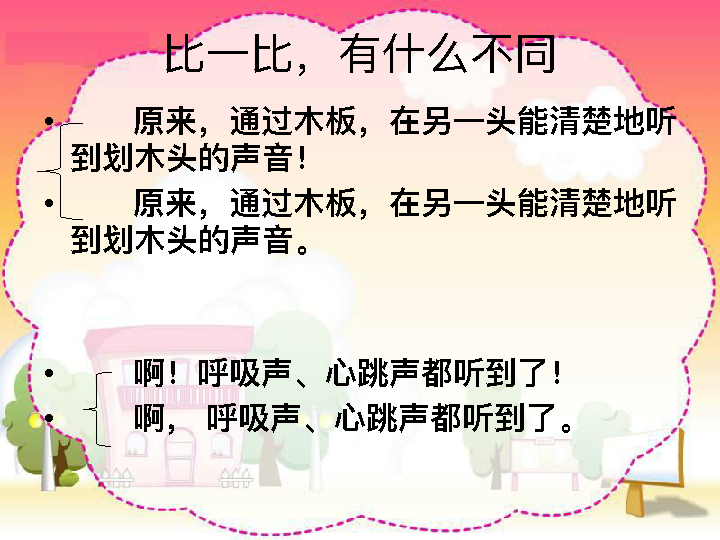 比一比，有什么不同
• 原来，通过木板，在另一头能清楚地听
到划木头的声音！
• 原来，通过木板，在另一头能清楚地听
到划木头的声音。
• 啊！呼吸声、心跳声都听到了！
• 啊， 呼吸声、心跳声都听到了。